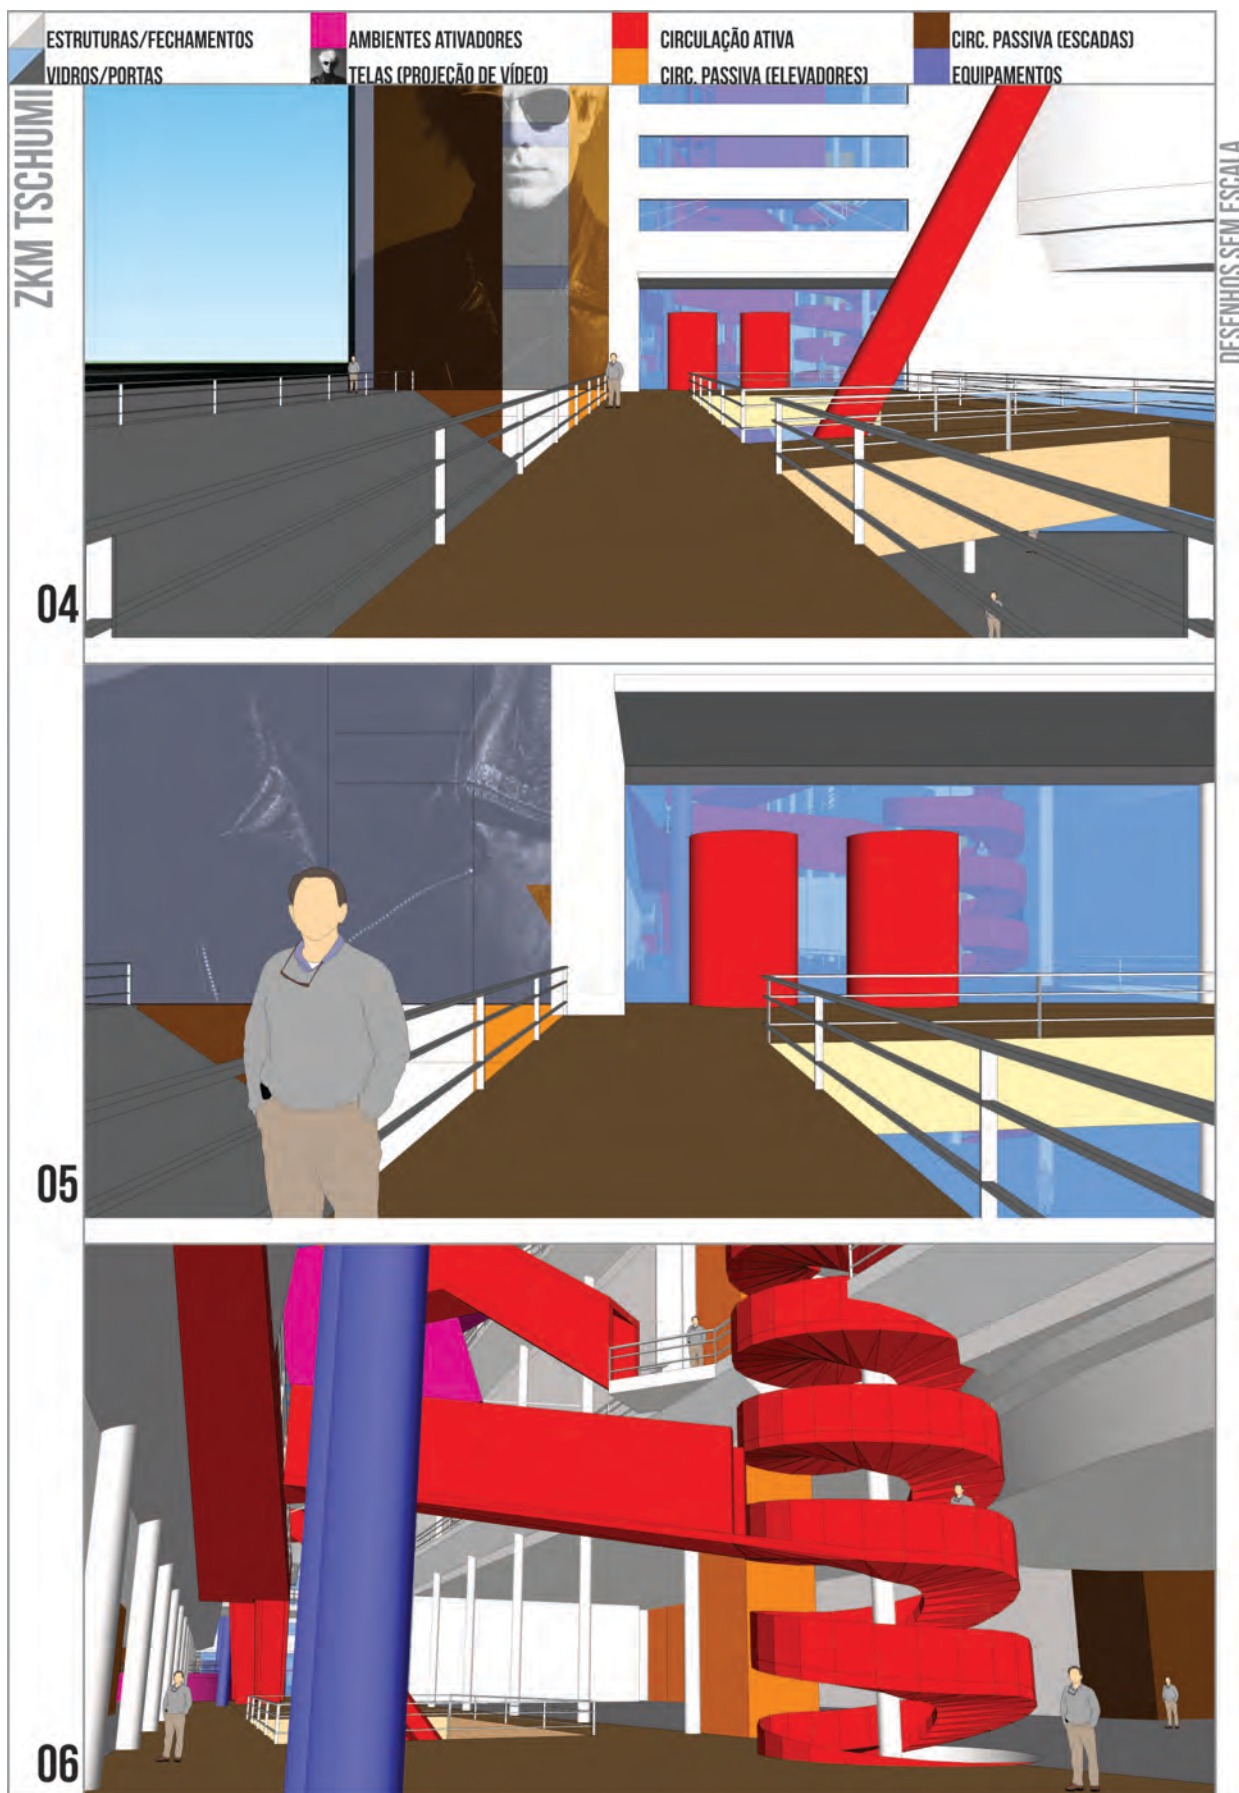 ESTRUTURAS/FECHAMENTOS
VIDROS/PORTAS
AMBIENTES ATIVADORES
TELAS (PROJEÇÃO DE VÍDEO)
CIRCULAÇÃO ATIVA
CIRC. PASSIVA (ELEVADORES)
CIRC. PASSIVA (ESCADAS)
EQUIPAMENTOS
ZKM TSCHUMI
DESENHOS SEM ESCALA
04
05
06